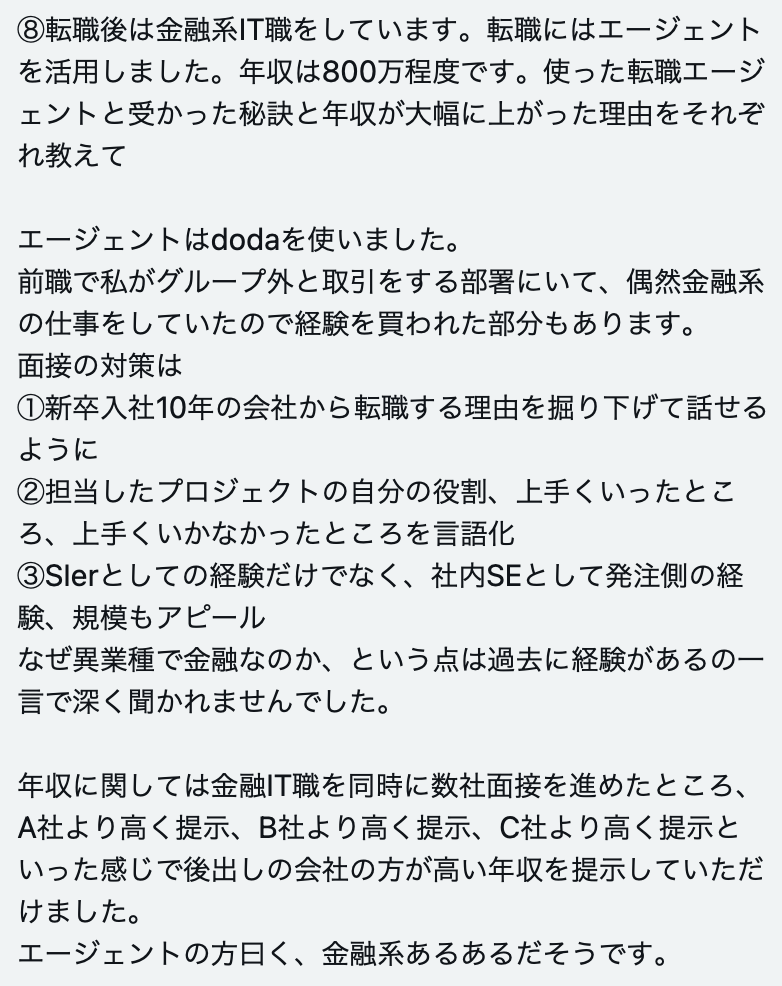 ⑧転職後は金融系IT職をしています。転職にはエージェント
を活用しました。年収は800万程度です。使った転職エージ
ェントと受かった秘訣と年収が大幅に上がった理由をそれぞ
れ教えて
エージェントはdodaを使いました。
前職で私がグループ外と取引をする部署にいて、偶然金融系
の仕事をしていたので経験を買われた部分もあります。
面接の対策は
①新卒入社10年の会社から転職する理由を掘り下げて話せる
ように
②担当したプロジェクトの自分の役割、上手くいったとこ
ろ、上手くいかなかったところを言語化
③SIerとしての経験だけでなく、社内SEとして発注側の経
験、規模もアピール
なぜ異業種で金融なのか、という点は過去に経験があるの一
言で深く聞かれませんでした。
年収に関しては金融IT職を同時に数社面接を進めたところ、
A社より高く提示、B社より高く提示、C社より高く提示と
いった感じで後出しの会社の方が高い年収を提示していただ
けました。
エージェントの方曰く、金融系あるあるだそうです。